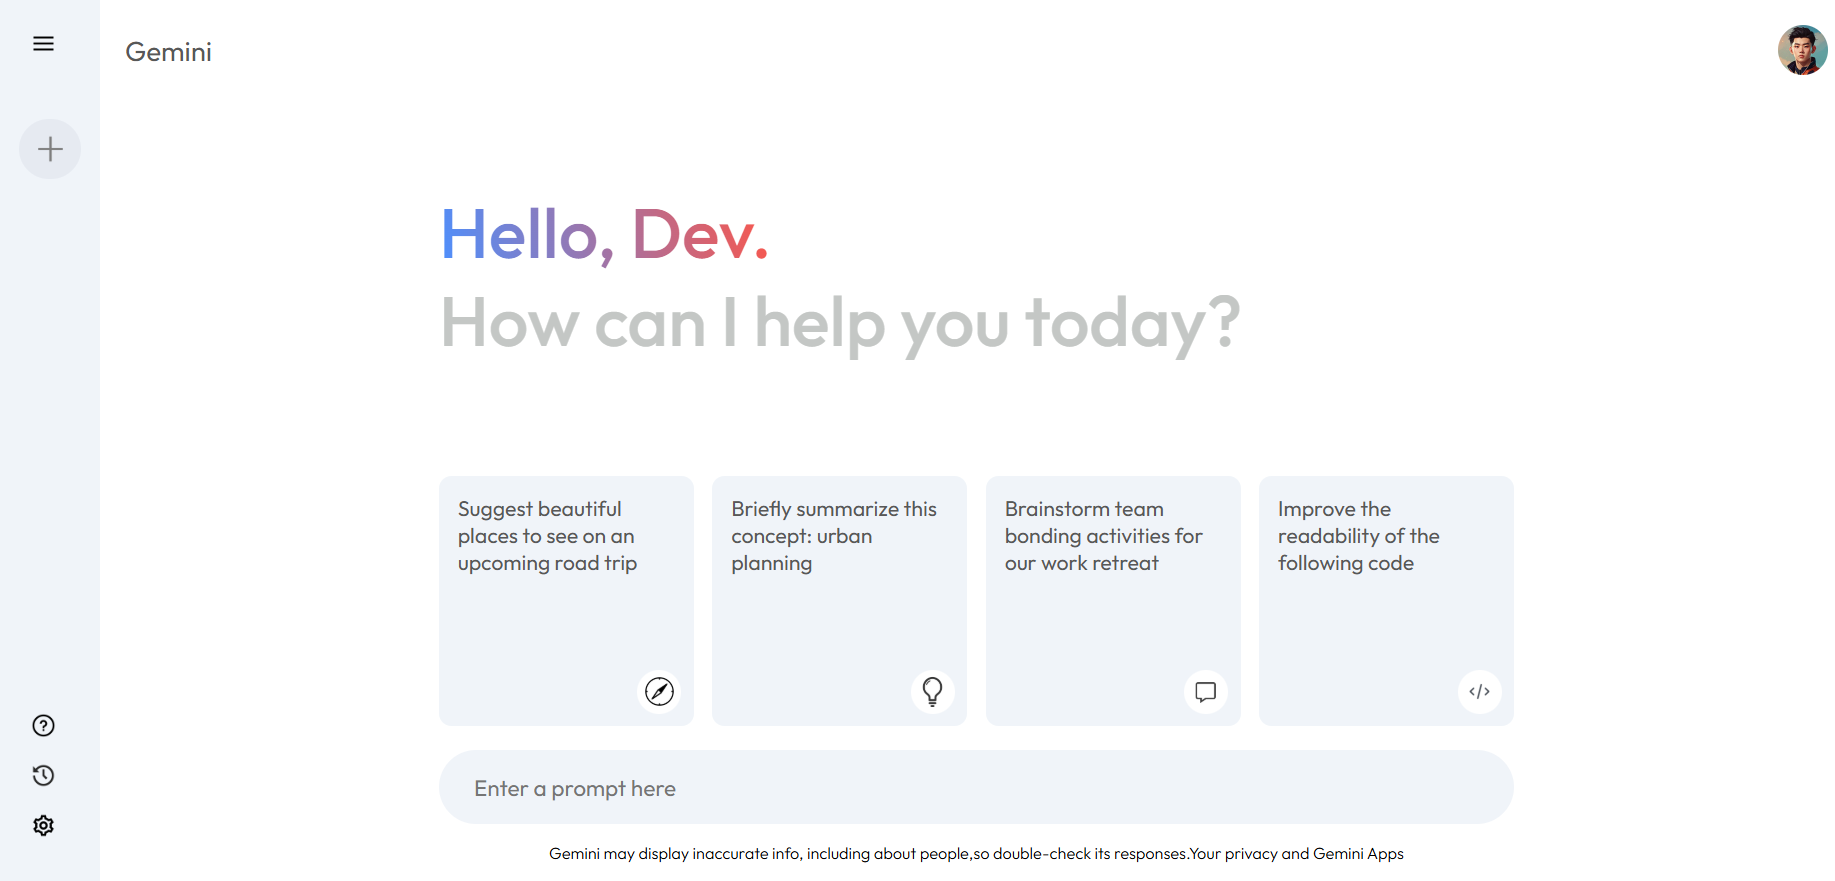 Gemini
Hello, Dev.
How can I help you today?
Suggest beautiful
places to see on an
upcoming road trip
Briefly summarize this
concept: urban
planning
Brainstorm team
bonding activities for
our work retreat
Improve the
readability of the
following code
Enter a prompt here
Gemini may display inaccurate info, including about people,so double-check its responses.Your privacy and Gemini Apps